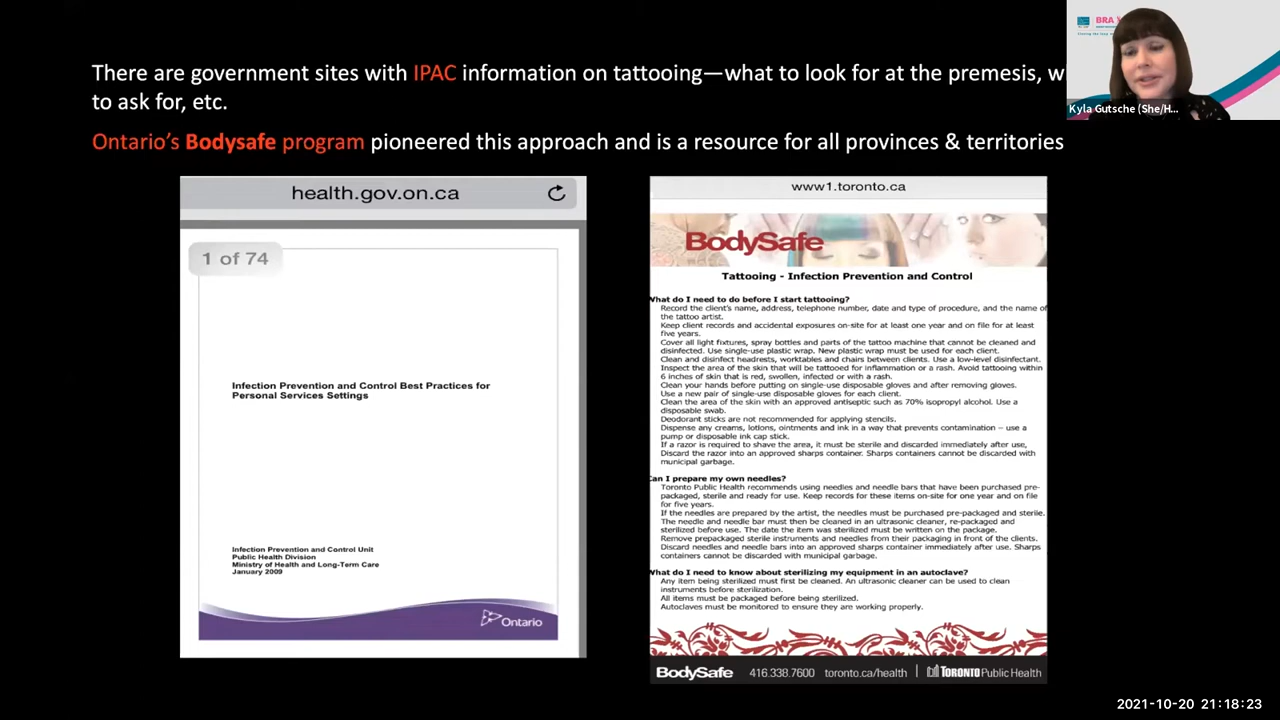 There are government sites with IPAC information on tattooing—what to look for at the premesis,
to ask for, etc.
Ontario's Bodysafe program pioneered this approach and is a resource for all provinces & territories
BRA
Kyla Gutsche (She/H...
health.gov.on.ca
1 of 74
Infection Prevention and Control Best Practices for
Personal Services Settings
Infection Prevention and Control Unit
Public Health Division
Ministry of Health and Long-Term Care
January 2009
Ontario
www1.toronto.ca
BodySafe
Tattooing - Infection Prevention and Control
What do I need to do before I start tattooing?
Record the client's name, address, telephone number, date and type of procedure, and the name of
the tattoo artist.
Keep client records and accidental exposures on-site for at least one year and on file for at least
five years.
Cover all light fixtures, spray bottles and parts of the tattoo machine that cannot be cleaned and
disinfected. Use single-use plastic wrap. New plastic wrap must be used for each client.
Clean and disinfect headrests, worktables and chairs between clients. Use a low-level disinfectant.
Inspect the area of the skin that will be tattooed for inflammation or a rash. Avoid tattooing within
6 inches of skin that is red, swollen, infected or with a rash.
Clean your hands before putting on single-use disposable gloves and after removing gloves.
Use a new pair of single-use disposable gloves for each client.
Clean the area of the skin with an approved antiseptic such as 70% isopropyl alcohol. Use a
disposable swab.
Deodorant sticks are not recommended for applying stencils.
Dispense any creams, lotions, ointments and ink in a way that prevents contamination – use a
pump or disposable ink cap stick.
If a razor is required to shave the area, it must be sterile and discarded immediately after use,
Discard the razor into an approved sharps container. Sharps containers cannot be discarded with
municipal garbage.
Can I prepare my own needles?
Toronto Public Health recommends using needles and needle bars that have been purchased pre-
packaged, sterile and ready for use. Keep records for these items on-site for one year and on file
for five years.
If the needles are prepared by the artist, the needles must be purchased pre-packaged and sterile.
The needle and needle bar must then be cleaned in an ultrasonic cleaner, re-packaged and
sterilized before use. The date the item was sterilized must be written on the package.
Remove prepackaged sterile instruments and needles from their packaging in front of the clients.
Discard needles and needle bars into an approved sharps container immediately after use. Sharps
containers cannot be discarded with municipal garbage.
What do I need to know about sterilizing my equipment in an autoclave?
Any item being sterilized must first be cleaned. An ultrasonic cleaner can be used to clean
instruments before sterilization.
All items must be packaged before being sterilized.
Autoclaves must be monitored to ensure they are working properly.
BodySafe 416.338.7600 toronto.ca/health | TORONTO Public Health
2021-10-20 21:18:23